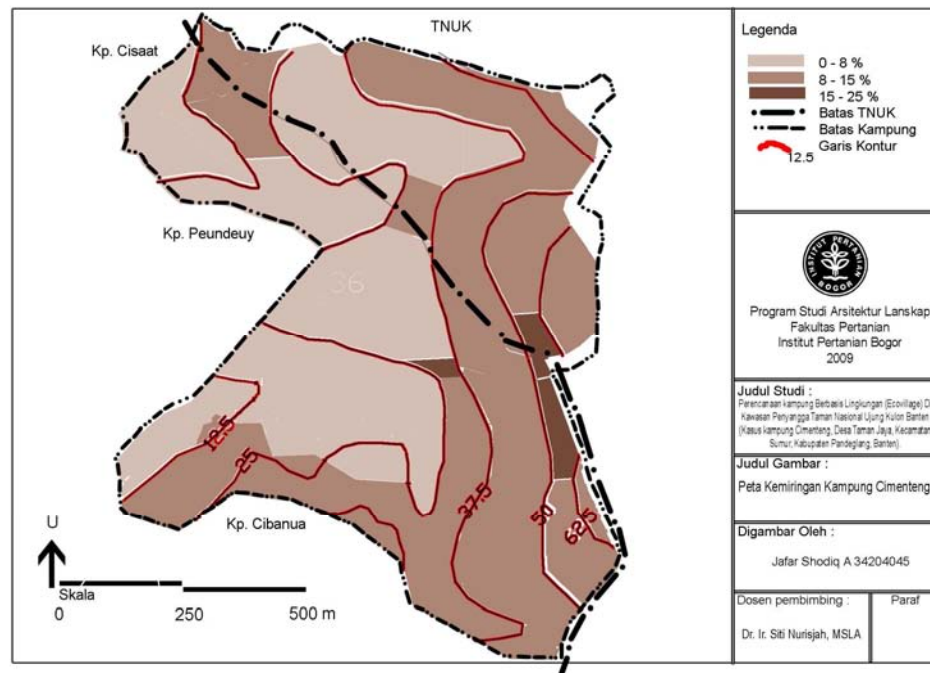 TNUK
Kp. Cisaat
Kp. Peundeuy
36
12.5
25
37.5
50
62.5
Kp. Cibanua
U
Skala
0 250 500 m
Legenda
0 - 8 %
8 - 15 %
15 - 25 %
Batas TNUK
Batas Kampung
Garis Kontur
12.5
INSTITUT PERTANIAN
BOGOR
Program Studi Arsitektur Lanskap
Fakultas Pertanian
Institut Pertanian Bogor
2009
Judul Studi :
Perencanaan kampung Berbasis Lingkungan (Ecovillage) D
Kawasan Penyangga Taman Nasional Ujung Kulon Banten
(Kasus kampung Cimenteng, Desa Taman Jaya, Kecamatan
Sumur, Kabupaten Pandeglang, Banten).
Judul Gambar :
Peta Kemiringan Kampung Cimenteng
Digambar Oleh :
Jafar Shodiq A 34204045
Dosen pembimbing :
Paraf
Dr. Ir. Siti Nurisjah, MSLA